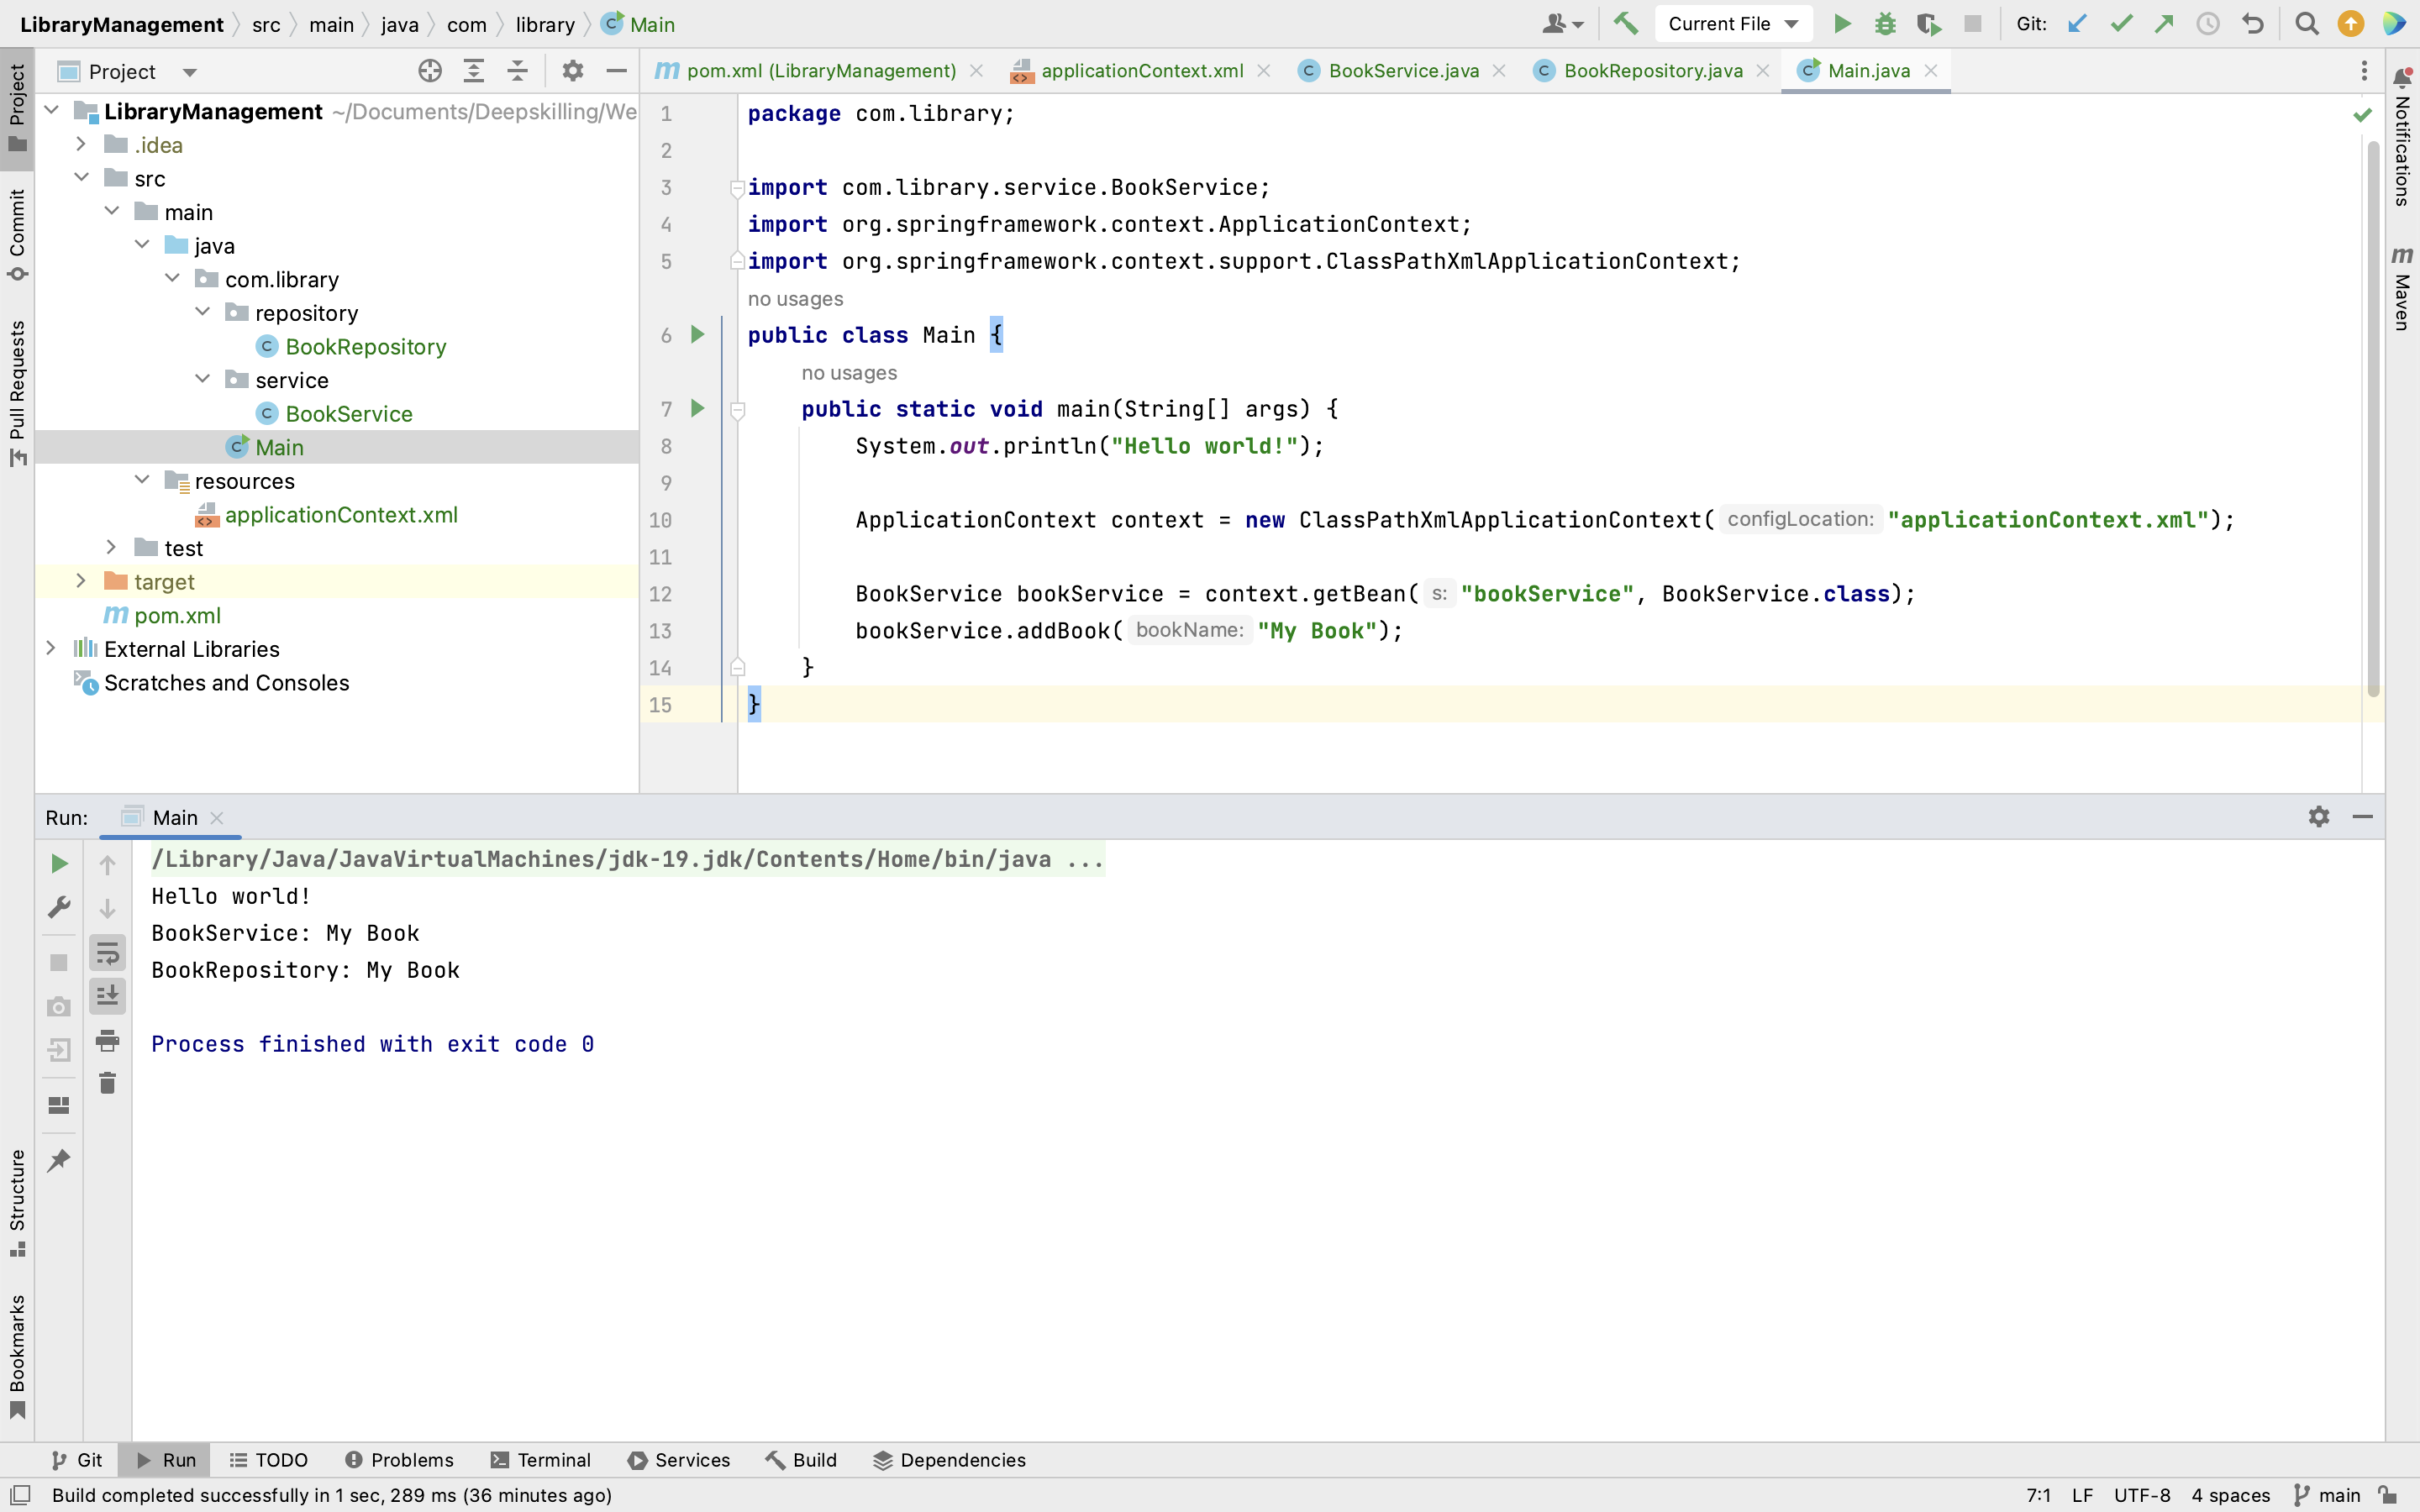 LibraryManagement src main java com library Main
Current File Git:
Project
pom.xml (LibraryManagement) applicationContext.xml BookService.java BookRepository.java Main.java
LibraryManagement ~/Documents/Deepskilling/We
.idea
src
main
java
com.library
repository
BookRepository
service
BookService
Main
resources
applicationContext.xml
test
target
pom.xml
External Libraries
Scratches and Consoles
1 package com.library;
2
3 import com.library.service.BookService;
4 import org.springframework.context.ApplicationContext;
5 import org.springframework.context.support.ClassPathXmlApplicationContext;
no usages
6 public class Main {
no usages
7 public static void main(String[] args) {
8 System.out.println("Hello world!");
9
10 ApplicationContext context = new ClassPathXmlApplicationContext( configLocation: "applicationContext.xml");
11
12 BookService bookService = context.getBean( s: "bookService", BookService.class);
13 bookService.addBook( bookName: "My Book");
14 }
15 }
Project
Commit
Pull Requests
Structure
Bookmarks
Notifications
Maven
Run: Main
/Library/Java/JavaVirtualMachines/jdk-19.jdk/Contents/Home/bin/java ...
Hello world!
BookService: My Book
BookRepository: My Book
Process finished with exit code 0
Git Run TODO Problems Terminal Services Build Dependencies
Build completed successfully in 1 sec, 289 ms (36 minutes ago) 7:1 LF UTF-8 4 spaces main